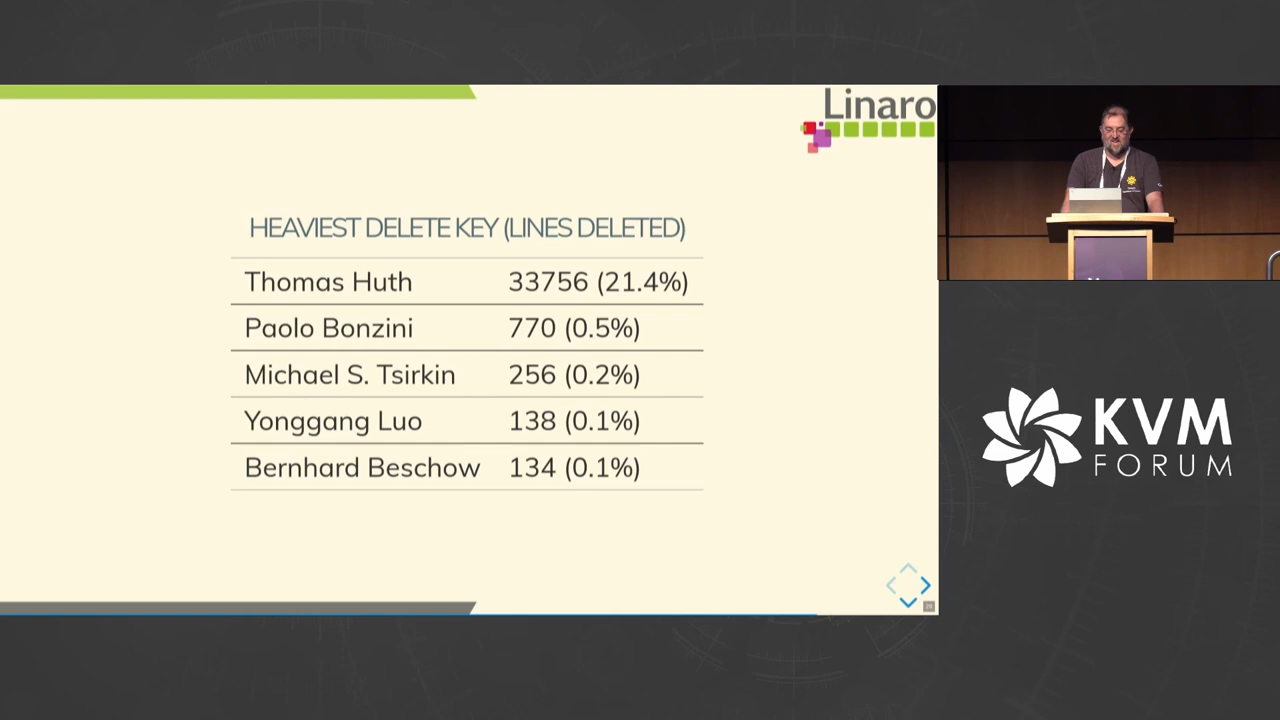 Linaro
HEAVIEST DELETE KEY (LINES DELETED)
Thomas Huth 33756 (21.4%)
Paolo Bonzini 770 (0.5%)
Michael S. Tsirkin 256 (0.2%)
Yonggang Luo 138 (0.1%)
Bernhard Beschow 134 (0.1%)
KVM
FORUM